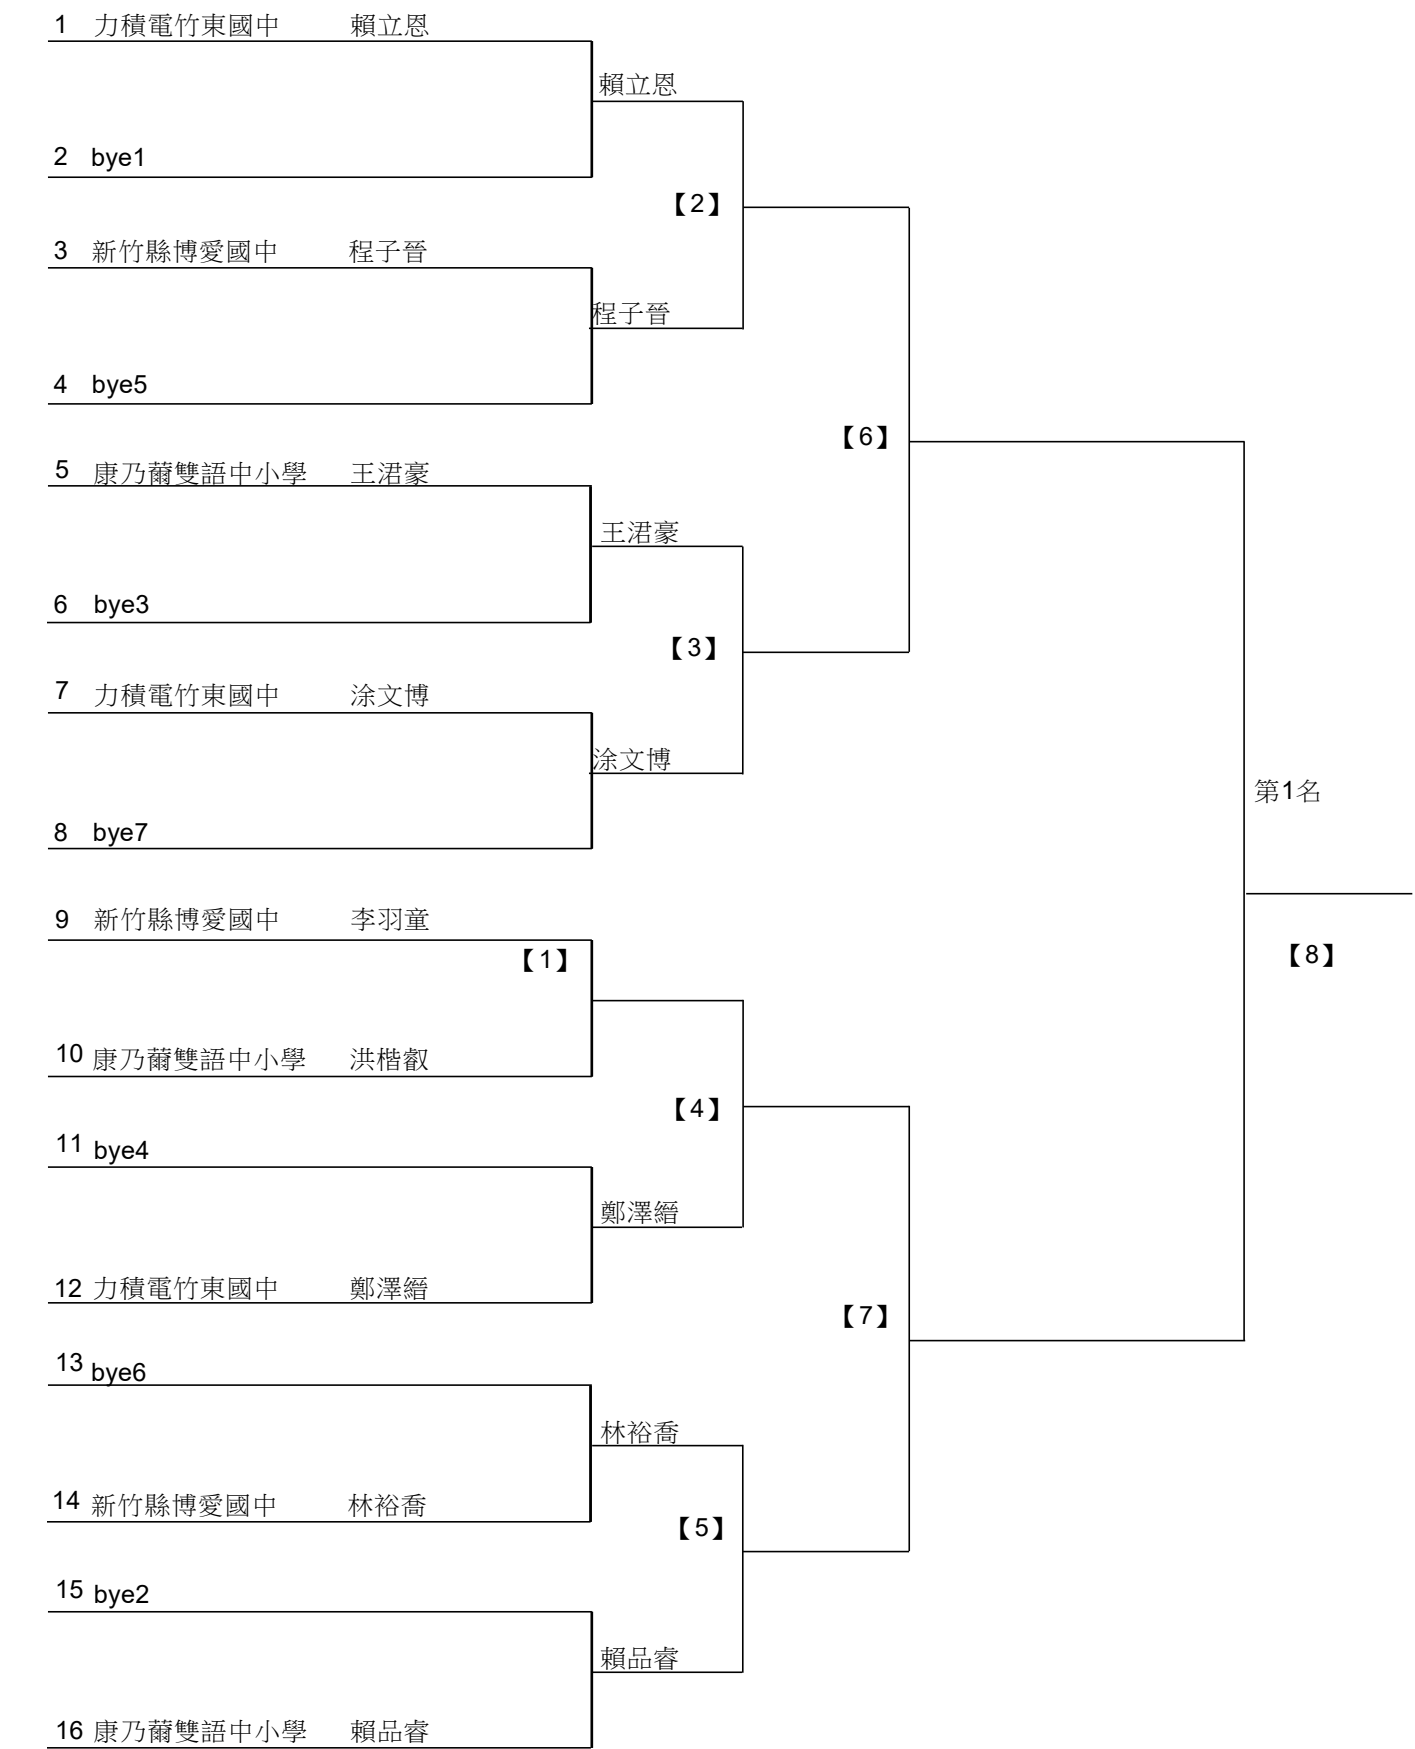 1 力積電竹東國中 賴立恩
賴立恩
2 bye1
【2】
3 新竹縣博愛國中 程子晉
程子晉
4 bye5
【6】
5 康乃薾雙語中小學 王涒豪
王涒豪
6 bye3
【3】
7 力積電竹東國中 涂文博
涂文博
第1名
8 bye7
9 新竹縣博愛國中 李羽童
【1】
【8】
10 康乃薾雙語中小學 洪楷叡
【4】
11 bye4
鄭澤縉
12 力積電竹東國中 鄭澤縉
【7】
13 bye6
林裕喬
14 新竹縣博愛國中 林裕喬
【5】
15 bye2
賴品睿
16 康乃薾雙語中小學 賴品睿